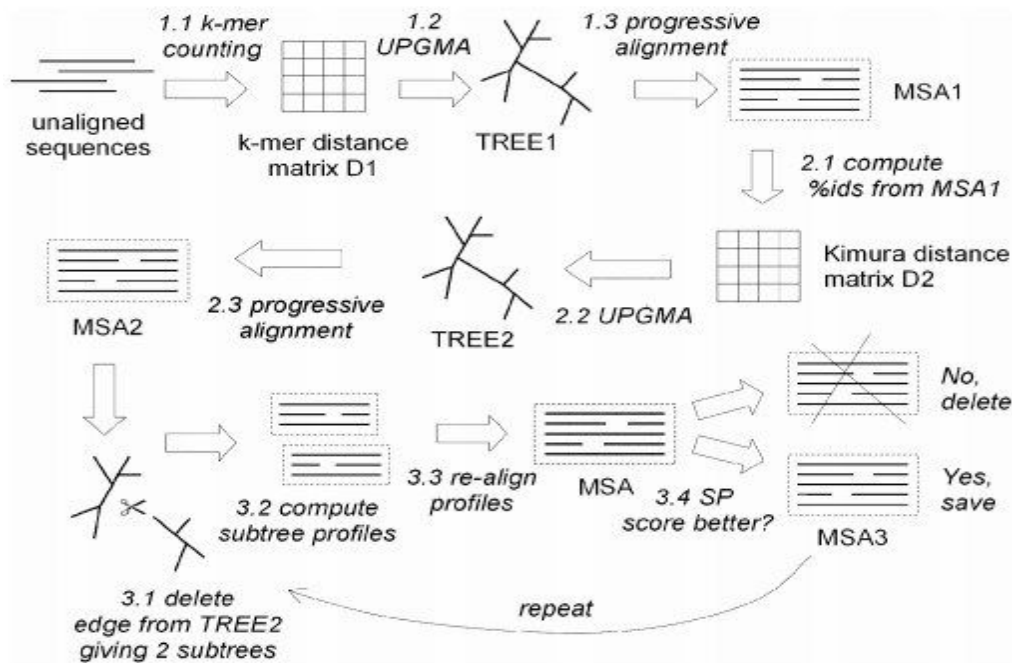 1.1 k-mer
counting
1.2
UPGMA
1.3 progressive
alignment
unaligned
sequences
k-mer distance
matrix D1
TREE1
MSA1
2.1 compute
%ids from MSA1
Kimura distance
matrix D2
2.2 UPGMA
TREE2
2.3 progressive
alignment
MSA2
3.1 delete
edge from TREE2
giving 2 subtrees
3.2 compute
subtree profiles
3.3 re-align
profiles
MSA
3.4 SP
score better?
No,
delete
Yes,
save
MSA3
repeat